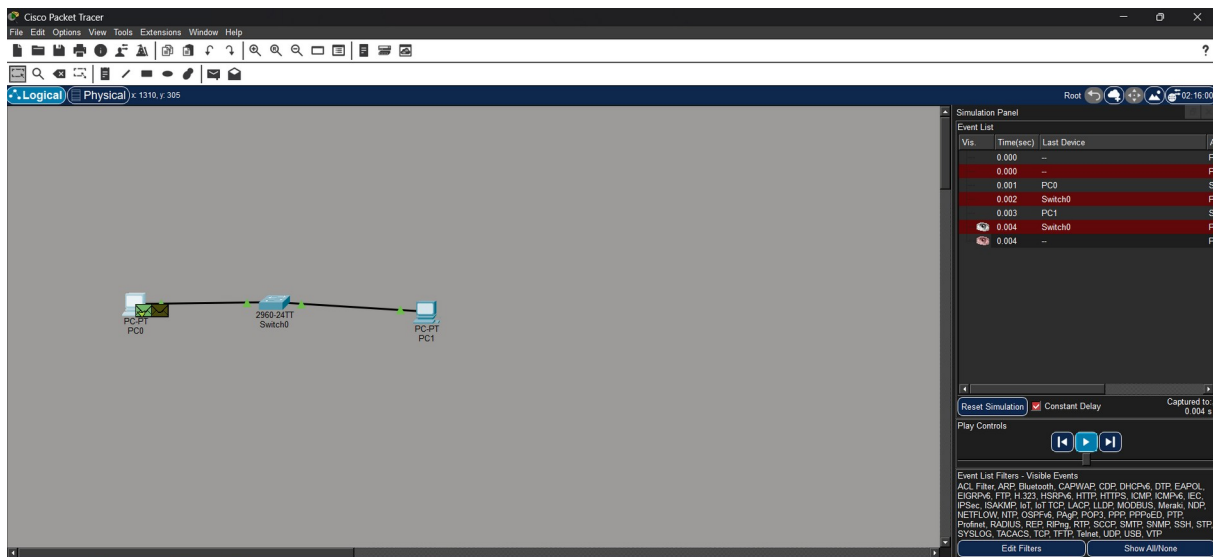 Cisco Packet Tracer
File Edit Options View Tools Extensions Window Help
?
Logical Physical x: 1310, y: 305
Root 02:16:00
Simulation Panel
Event List
Vis. Time(sec) Last Device
0.000 --
0.000 --
0.001 PC0
0.002 Switch0
0.003 PC1
0.004 Switch0
0.004 --
PC-PT
PC0
2960-24TT
Switch0
PC-PT
PC1
Reset Simulation Constant Delay
Captured to:
0.004 s
Play Controls
Event List Filters - Visible Events
ACL Filter, ARP, Bluetooth, CAPWAP, CDP, DHCPv6, DTP, EAPOL,
EIGRPv6, FTP, H.323, HSRPv6, HTTP, HTTPS, ICMP, ICMPv6, IEC,
IPSec, ISAKMP, IoT, IoT TCP, LACP, LLDP, MODBUS, Meraki, NDP,
NETFLOW, NTP, OSPFv6, PAgP, POP3, PPP, PPPoED, PTP,
Profinet, RADIUS, REP, RIPng, RTP, SCCP, SMTP, SNMP, SSH, STP,
SYSLOG, TACACS, TCP, TFTP, Telnet, UDP, USB, VTP
Edit Filters Show All/None